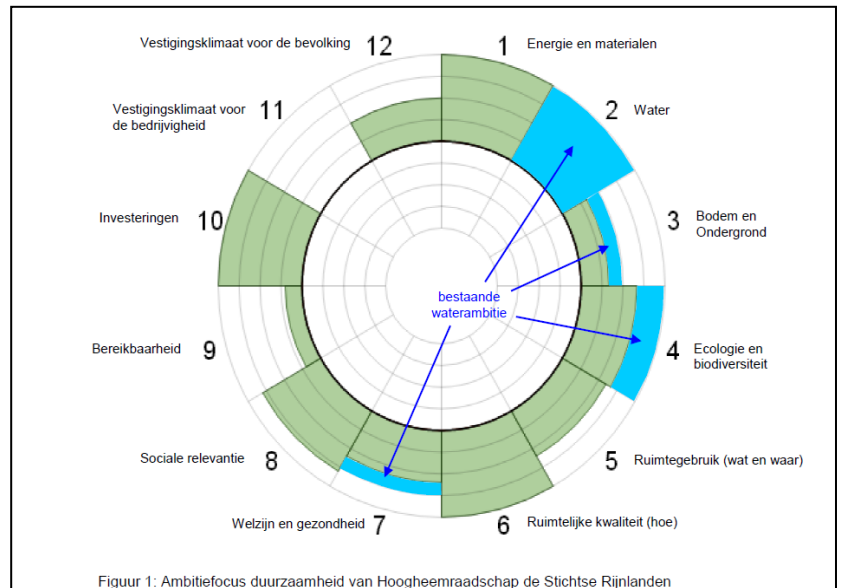 Vestigingsklimaat voor de bevolking
12
1
Energie en materialen
2
Water
3
Bodem en
Ondergrond
4
Ecologie en
biodiversiteit
5
Ruimtegebruik (wat en waar)
6
Ruimtelijke kwaliteit (hoe)
Welzijn en gezondheid
7
Sociale relevantie
8
Bereikbaarheid
9
Investeringen
10
Vestigingsklimaat voor
de bedrijvigheid
11
bestaande
waterambitie
Figuur 1: Ambitiefocus duurzaamheid van Hoogheemraadschap de Stichtse Rijnlanden